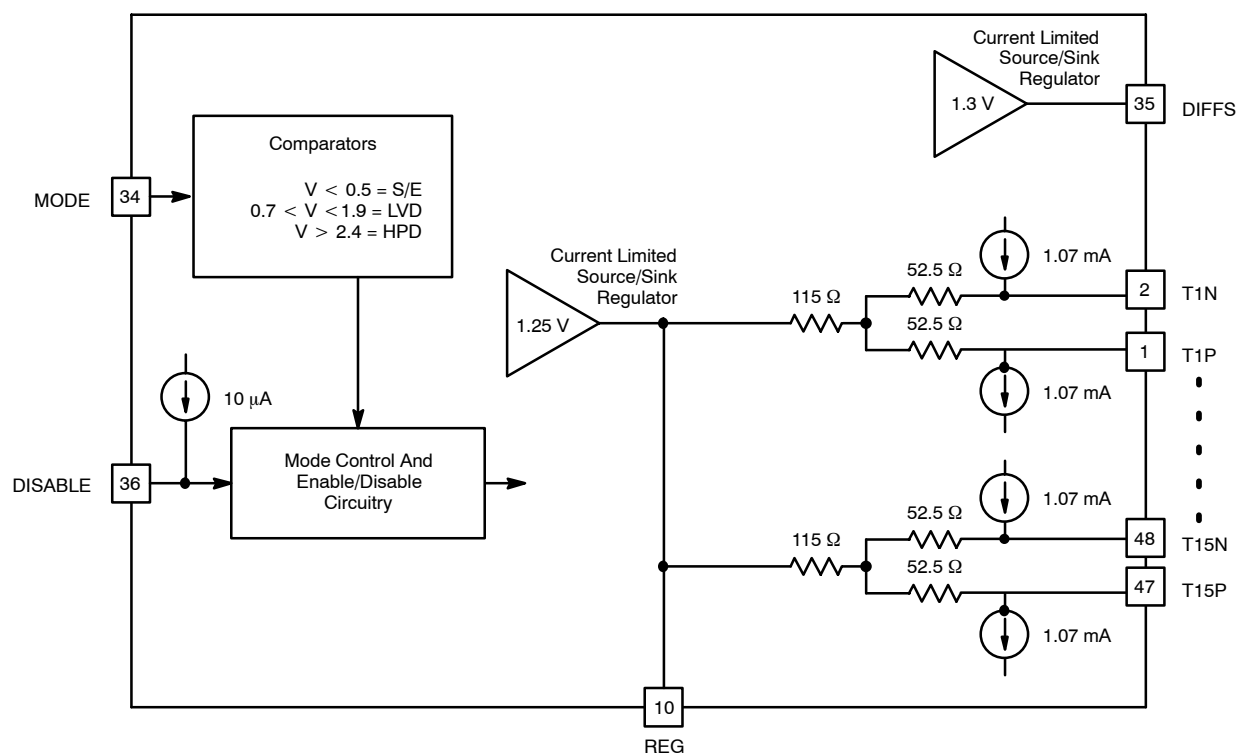 Current Limited
Source/Sink
Regulator
1.3 V
35
DIFFS
Comparators
V < 0.5 = S/E
0.7 < V <1.9 = LVD
V > 2.4 = HPD
MODE
34
Current Limited
Source/Sink
Regulator
1.25 V
115 Ω
52.5 Ω
1.07 mA
2
T1N
52.5 Ω
1
T1P
1.07 mA
10 μA
DISABLE
36
Mode Control And
Enable/Disable
Circuitry
115 Ω
52.5 Ω
1.07 mA
48
T15N
52.5 Ω
47
T15P
1.07 mA
10
REG